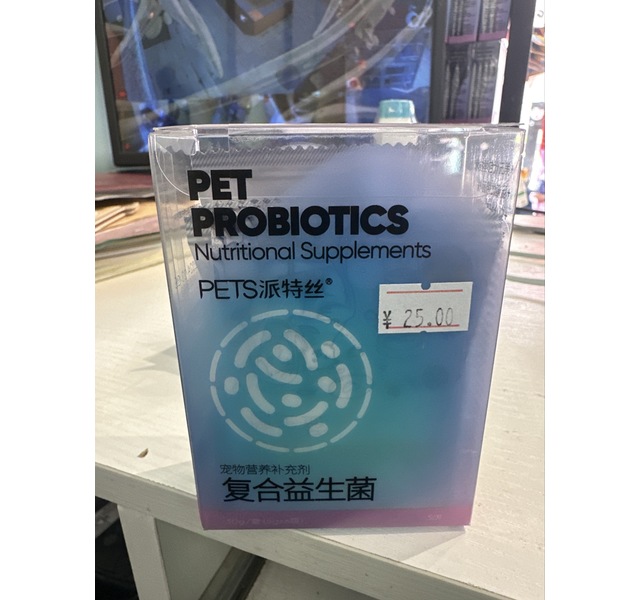 PET
PROBIOTICS
Nutritional Supplements
PETS派特丝®
¥ 25.00
宠物营养补充剂
复合益生菌